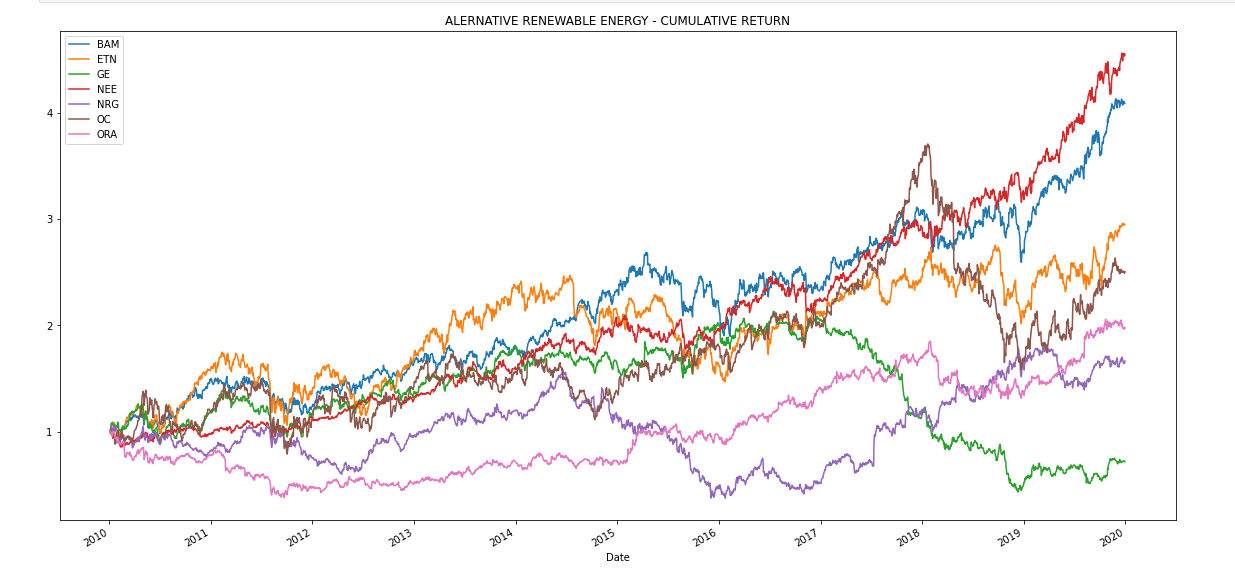 ALERNATIVE RENEWABLE ENERGY - CUMULATIVE RETURN
BAM
ETN
GE
NEE
NRG
OC
ORA
4
3
2
1
2010
2011
2012
2013
2014
2015
2016
2017
2018
2019
2020
Date